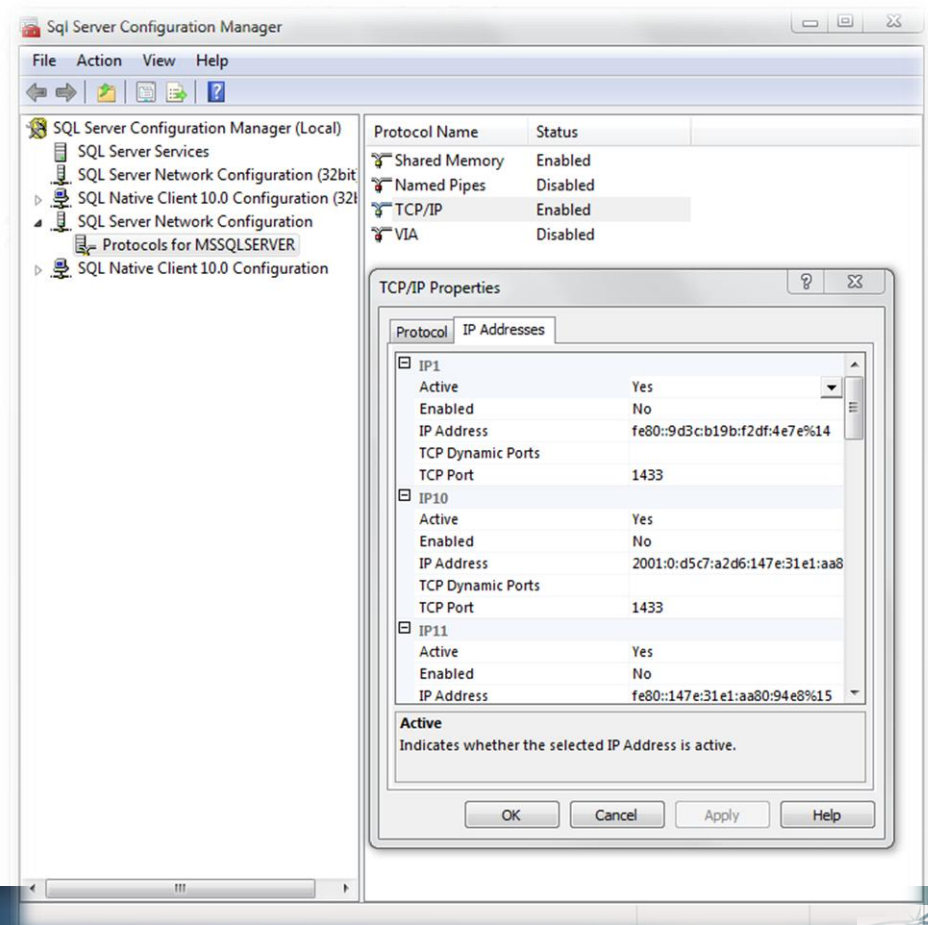 Sql Server Configuration Manager
File Action View Help
SQL Server Configuration Manager (Local)
SQL Server Services
SQL Server Network Configuration (32bit
SQL Native Client 10.0 Configuration (32b
SQL Server Network Configuration
Protocols for MSSQLSERVER
SQL Native Client 10.0 Configuration
Protocol Name Status
Shared Memory Enabled
Named Pipes Disabled
TCP/IP Enabled
VIA Disabled
TCP/IP Properties
Protocol IP Addresses
IP1
Active Yes
Enabled No
IP Address fe80::9d3c:b19b:f2df:4e7e%14
TCP Dynamic Ports
TCP Port 1433
IP10
Active Yes
Enabled No
IP Address 2001:0:d5c7:a2d6:147e:31e1:aa8
TCP Dynamic Ports
TCP Port 1433
IP11
Active Yes
Enabled No
IP Address fe80::147e:31e1:aa80:94e8%15
Active
Indicates whether the selected IP Address is active.
OK Cancel Apply Help